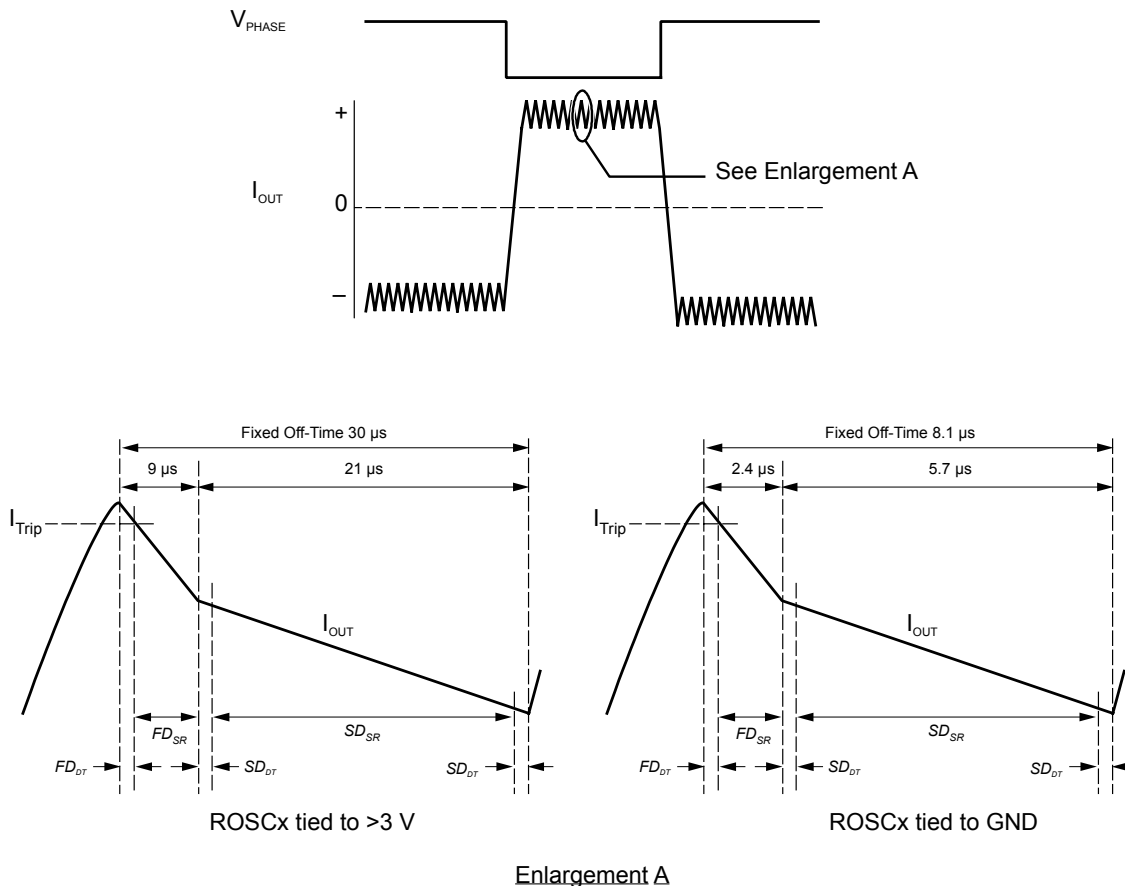 VPHASE
+
See Enlargement A
IOUT
0
–
Fixed Off-Time 30 µs
9 µs
21 µs
ITrip
IOUT
FDSR
SDSR
FDDT
SDDT
SDDT
ROSCx tied to >3 V
Fixed Off-Time 8.1 µs
2.4 µs
5.7 µs
ITrip
IOUT
FDSR
SDSR
FDDT
SDDT
SDDT
ROSCx tied to GND
Enlargement A